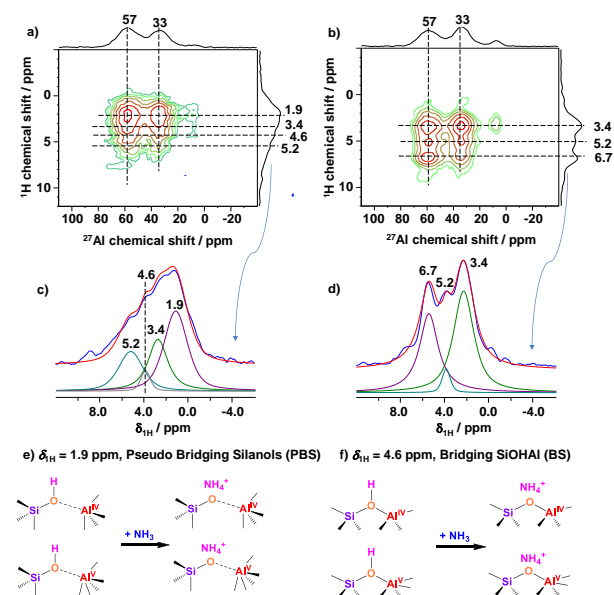 a)
57
33
0
5
10
¹H chemical shift / ppm
1.9
3.4
4.6
5.2
100 80 60 40 20 0 -20
²⁷Al chemical shift / ppm
b)
57
33
0
5
10
¹H chemical shift / ppm
3.4
5.2
6.7
100 80 60 40 20 0 -20
²⁷Al chemical shift / ppm
c)
4.6
5.2
3.4
1.9
8.0 4.0 0.0 -4.0
δ1H / ppm
d)
6.7
5.2
3.4
8.0 4.0 0.0 -4.0
δ1H / ppm
e) δ1H = 1.9 ppm, Pseudo Bridging Silanols (PBS)
H
O
Si
AlIV
+ NH₃
NH₄⁺
O
Si
AlIV
H
O
Si
AlV
NH₄⁺
O
Si
AlV
f) δ1H = 4.6 ppm, Bridging SiOHAl (BS)
H
O
Si
AlIV
+ NH₃
NH₄⁺
O
Si
AlIV
H
O
Si
AlV
NH₄⁺
O
Si
AlV